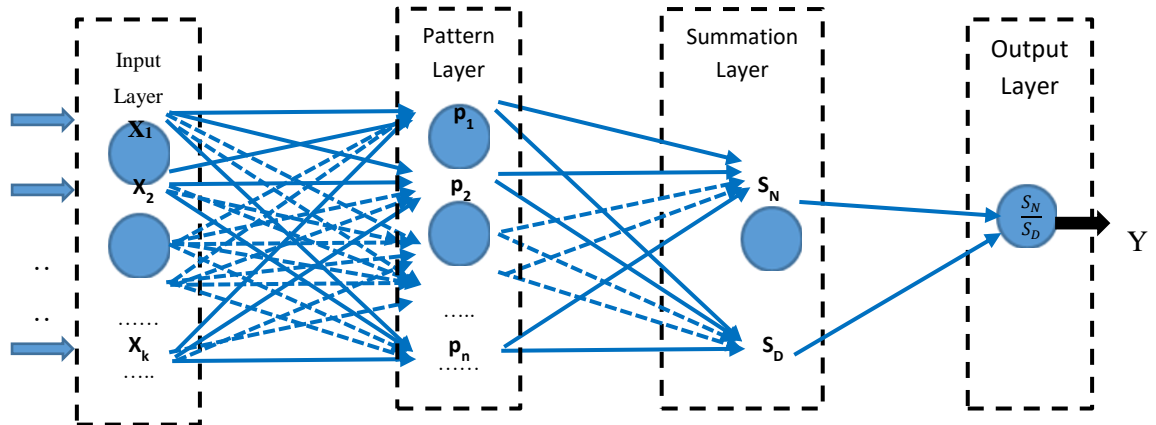 Input
Layer
X1
X2
..
..
......
Xk
.....
Pattern
Layer
p1
p2
.....
pn
......
Summation
Layer
SN
SD
Output
Layer
SN
SD
Y